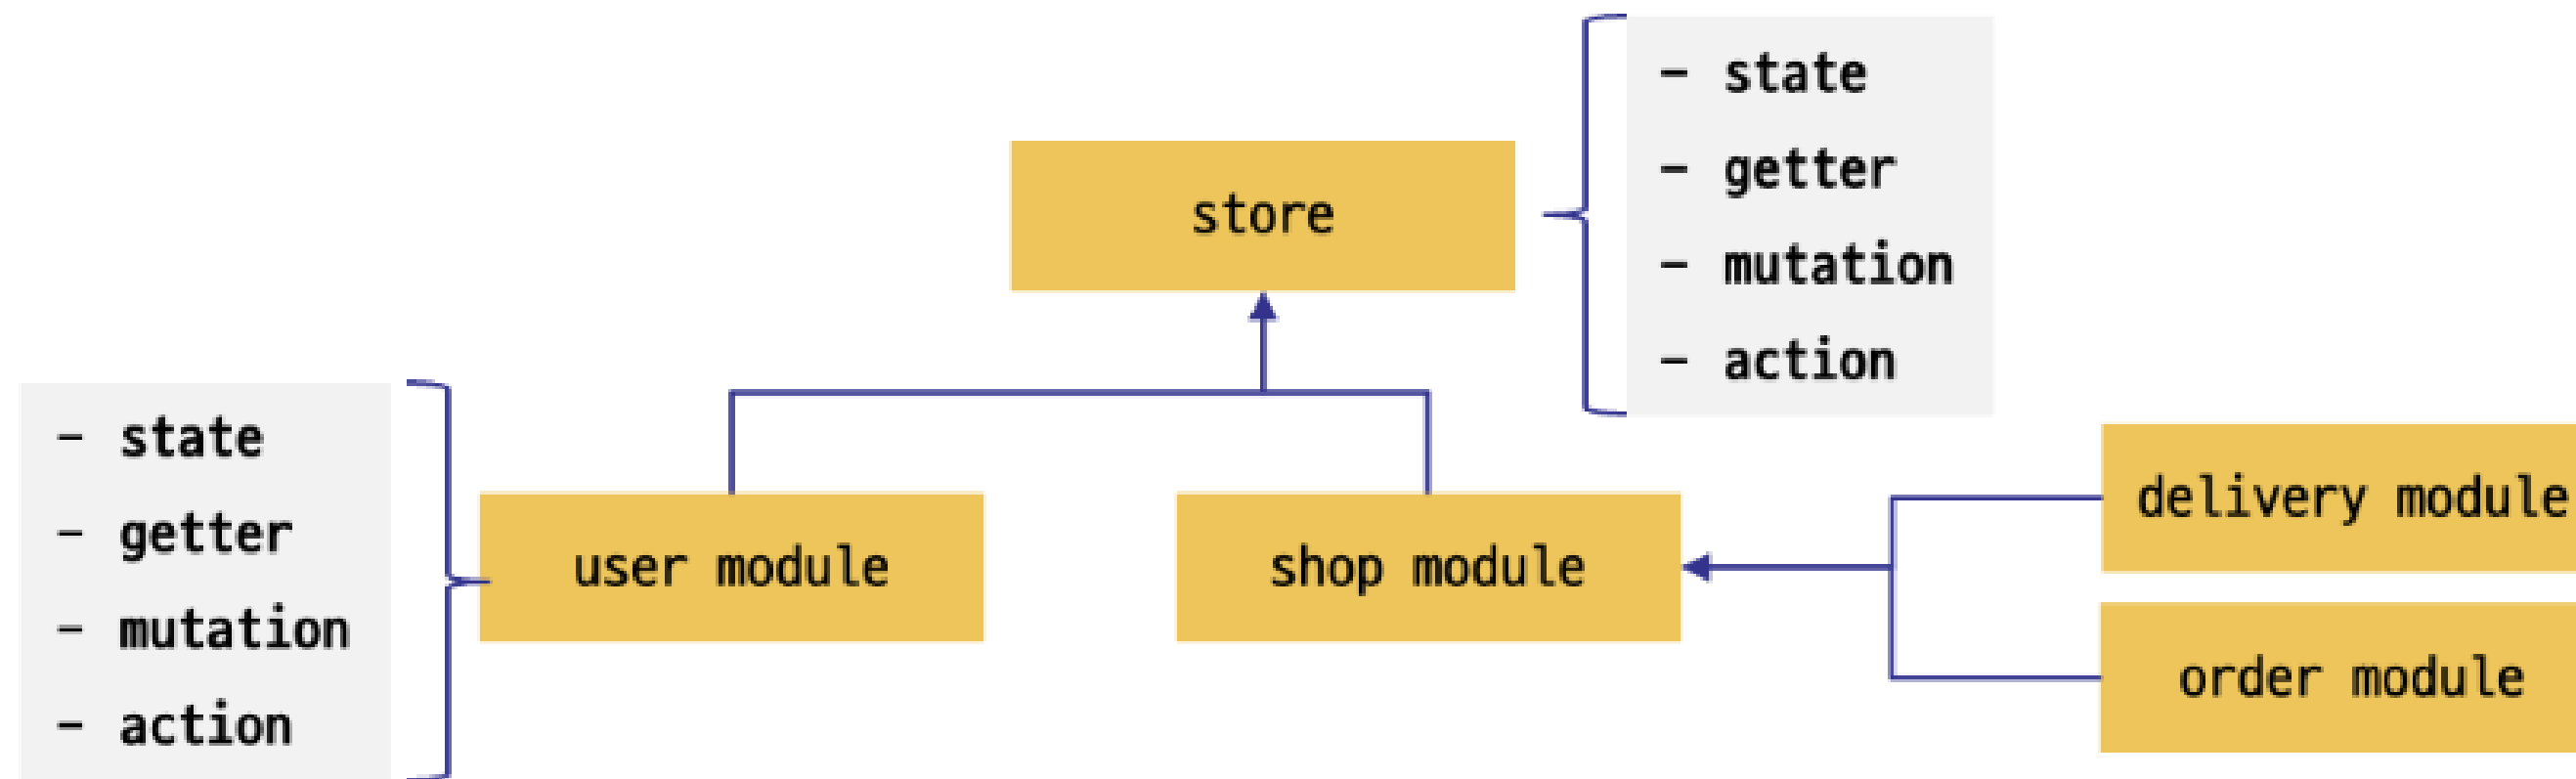 store
- state
- getter
- mutation
- action
- state
- getter
- mutation
- action
user module
shop module
delivery module
order module